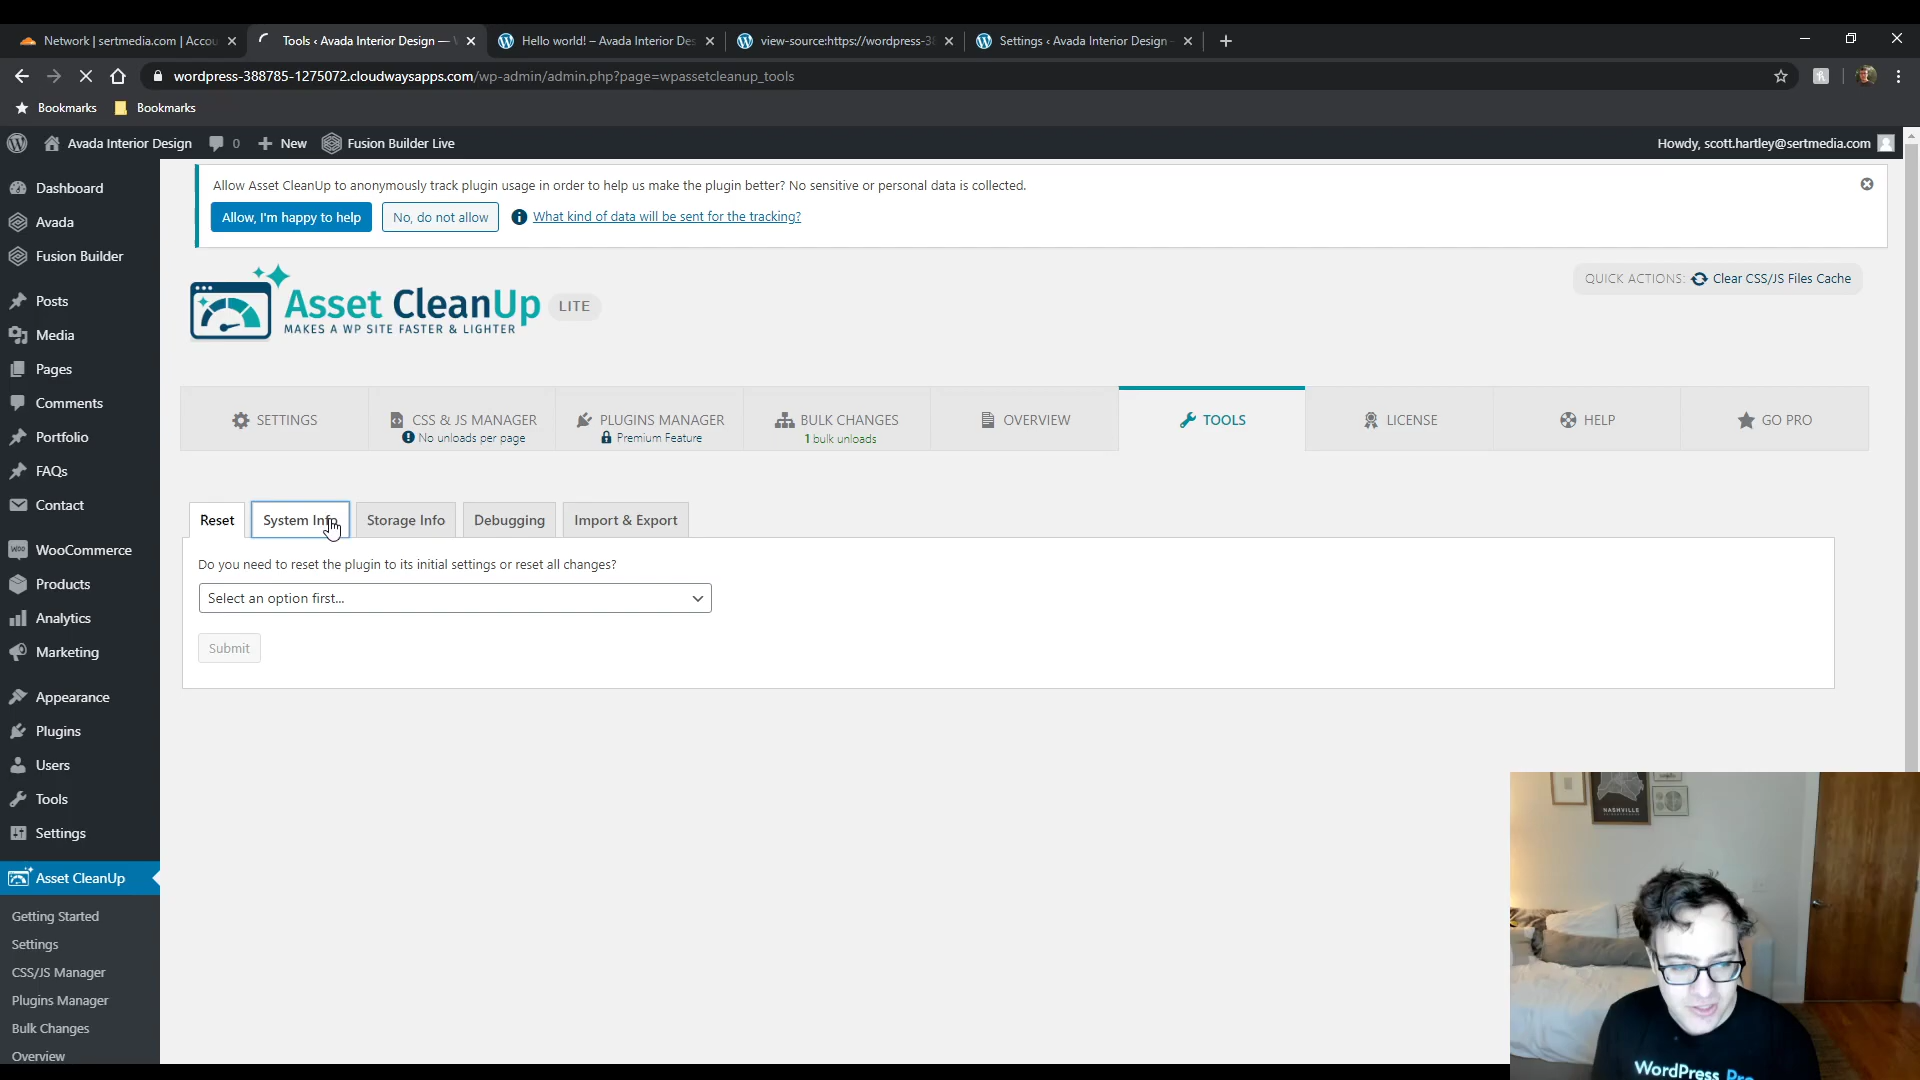 Network | sertmedia.com | Accou
Tools ‹ Avada Interior Design —
Hello world! – Avada Interior Des
view-source:https://wordpress-38
Settings ‹ Avada Interior Design -
wordpress-388785-1275072.cloudwaysapps.com/wp-admin/admin.php?page=wpassetcleanup_tools
Bookmarks
Bookmarks
Avada Interior Design
0
New
Fusion Builder Live
Howdy, scott.hartley@sertmedia.com
Dashboard
Avada
Fusion Builder
Posts
Media
Pages
Comments
Portfolio
FAQs
Contact
WooCommerce
Products
Analytics
Marketing
Appearance
Plugins
Users
Tools
Settings
Asset CleanUp
Getting Started
Settings
CSS/JS Manager
Plugins Manager
Bulk Changes
Overview
Allow Asset CleanUp to anonymously track plugin usage in order to help us make the plugin better? No sensitive or personal data is collected.
Allow, I'm happy to help
No, do not allow
What kind of data will be sent for the tracking?
Asset CleanUp LITE
MAKES A WP SITE FASTER & LIGHTER
QUICK ACTIONS: Clear CSS/JS Files Cache
SETTINGS
CSS & JS MANAGER
No unloads per page
PLUGINS MANAGER
Premium Feature
BULK CHANGES
1 bulk unloads
OVERVIEW
TOOLS
LICENSE
HELP
GO PRO
Reset
System Info
Storage Info
Debugging
Import & Export
Do you need to reset the plugin to its initial settings or reset all changes?
Select an option first...
Submit
NASHVILLE
WordPress Pro